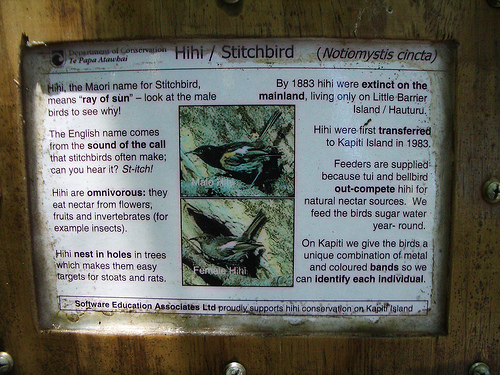 Department of Conservation
Te Papa Atawhai
Hihi / Stitchbird (Notiomystis cincta)
Hihi, the Maori name for Stitchbird,
means "ray of sun" – look at the male
birds to see why!
The English name comes
from the sound of the call
that stitchbirds often make;
can you hear it? St-itch!
Hihi are omnivorous: they
eat nectar from flowers,
fruits and invertebrates (for
example insects).
Hihi nest in holes in trees
which makes them easy
targets for stoats and rats.
Male Hihi
Female Hihi
By 1883 hihi were extinct on the
mainland, living only on Little Barrier
Island / Hauturu.
Hihi were first transferred
to Kapiti Island in 1983.
Feeders are supplied
because tui and bellbird
out-compete hihi for
natural nectar sources. We
feed the birds sugar water
year- round.
On Kapiti we give the birds a
unique combination of metal
and coloured bands so we
can identify each individual.
Software Education Associates Ltd proudly supports hihi conservation on Kapiti Island